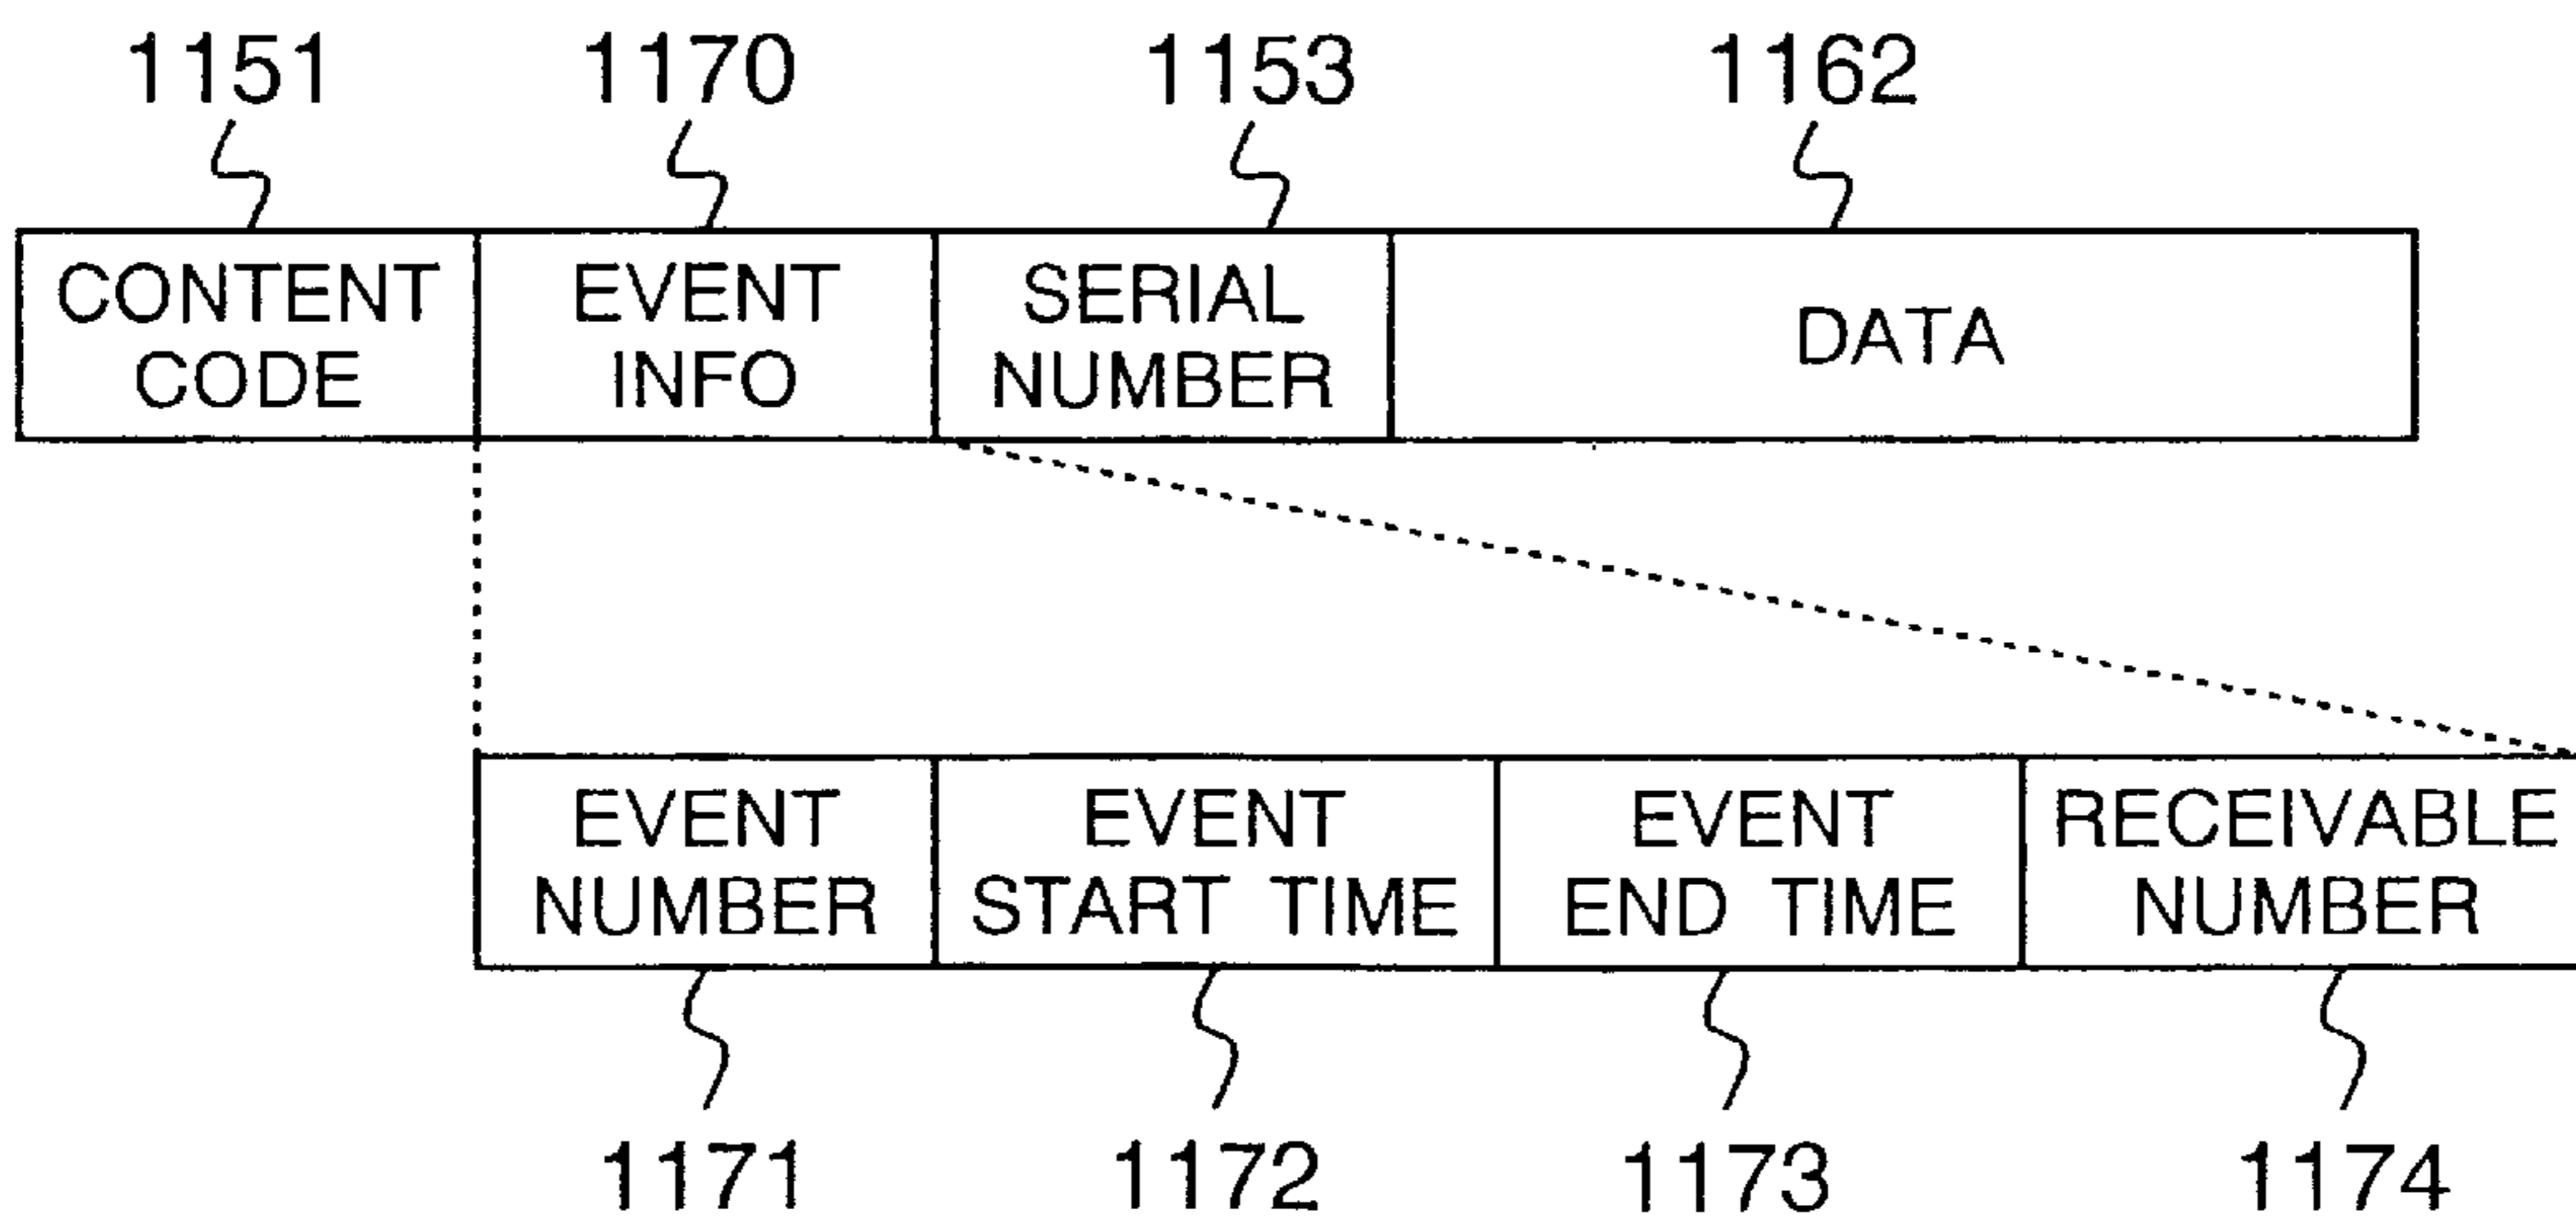 1151 1170 1153 1162
CONTENT EVENT SERIAL DATA
CODE INFO NUMBER
EVENT EVENT EVENT RECEIVABLE
NUMBER START TIME END TIME NUMBER
1171 1172 1173 1174